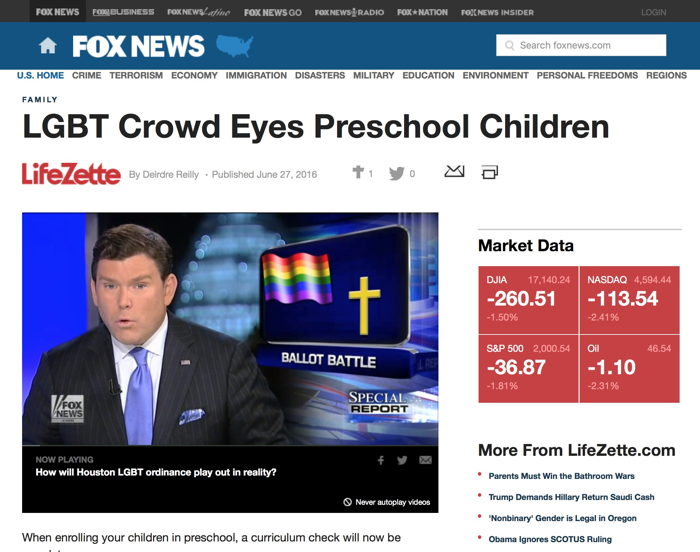 FOX NEWS FOX BUSINESS FOX NEWS Latino FOX NEWS GO FOX NEWS RADIO FOX NATION FOX NEWS INSIDER LOGIN
FOX NEWS Search foxnews.com
U.S. HOME CRIME TERRORISM ECONOMY IMMIGRATION DISASTERS MILITARY EDUCATION ENVIRONMENT PERSONAL FREEDOMS REGIONS
FAMILY
LGBT Crowd Eyes Preschool Children
LifeZette By Deirdre Reilly · Published June 27, 2016 1 0
BALLOT BATTLE
SPECIAL
REPORT
FOX
NEWS
channel
NOW PLAYING
How will Houston LGBT ordinance play out in reality?
Never autoplay videos
When enrolling your children in preschool, a curriculum check will now be
Market Data
DJIA 17,140.24
-260.51
-1.50%
NASDAQ 4,594.44
-113.54
-2.41%
S&P 500 2,000.54
-36.87
-1.81%
Oil 46.54
-1.10
-2.31%
More From LifeZette.com
Parents Must Win the Bathroom Wars
Trump Demands Hillary Return Saudi Cash
'Nonbinary' Gender is Legal in Oregon
Obama Ignores SCOTUS Ruling